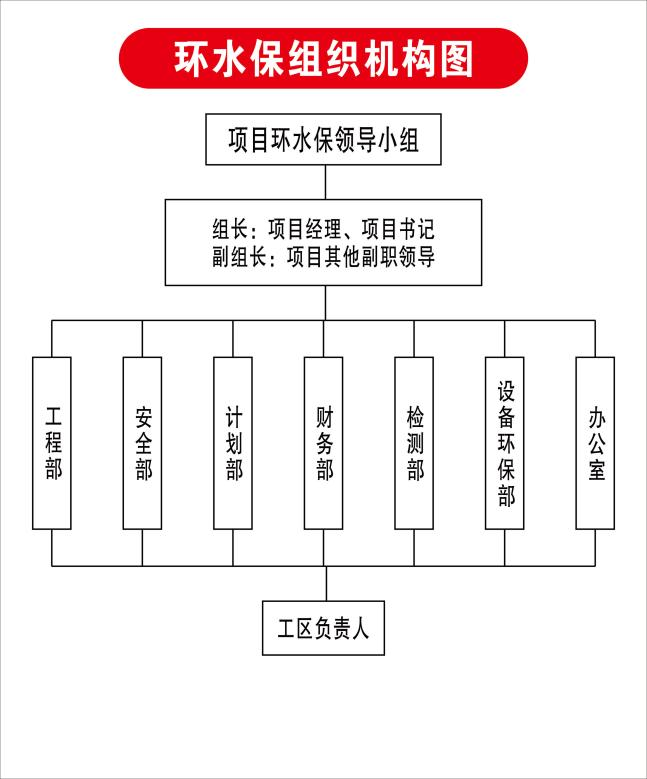 环水保组织机构图
项目环水保领导小组
组长：项目经理、项目书记
副组长：项目其他副职领导
工程部
安全部
计划部
财务部
检测部
设备环保部
办公室
工区负责人